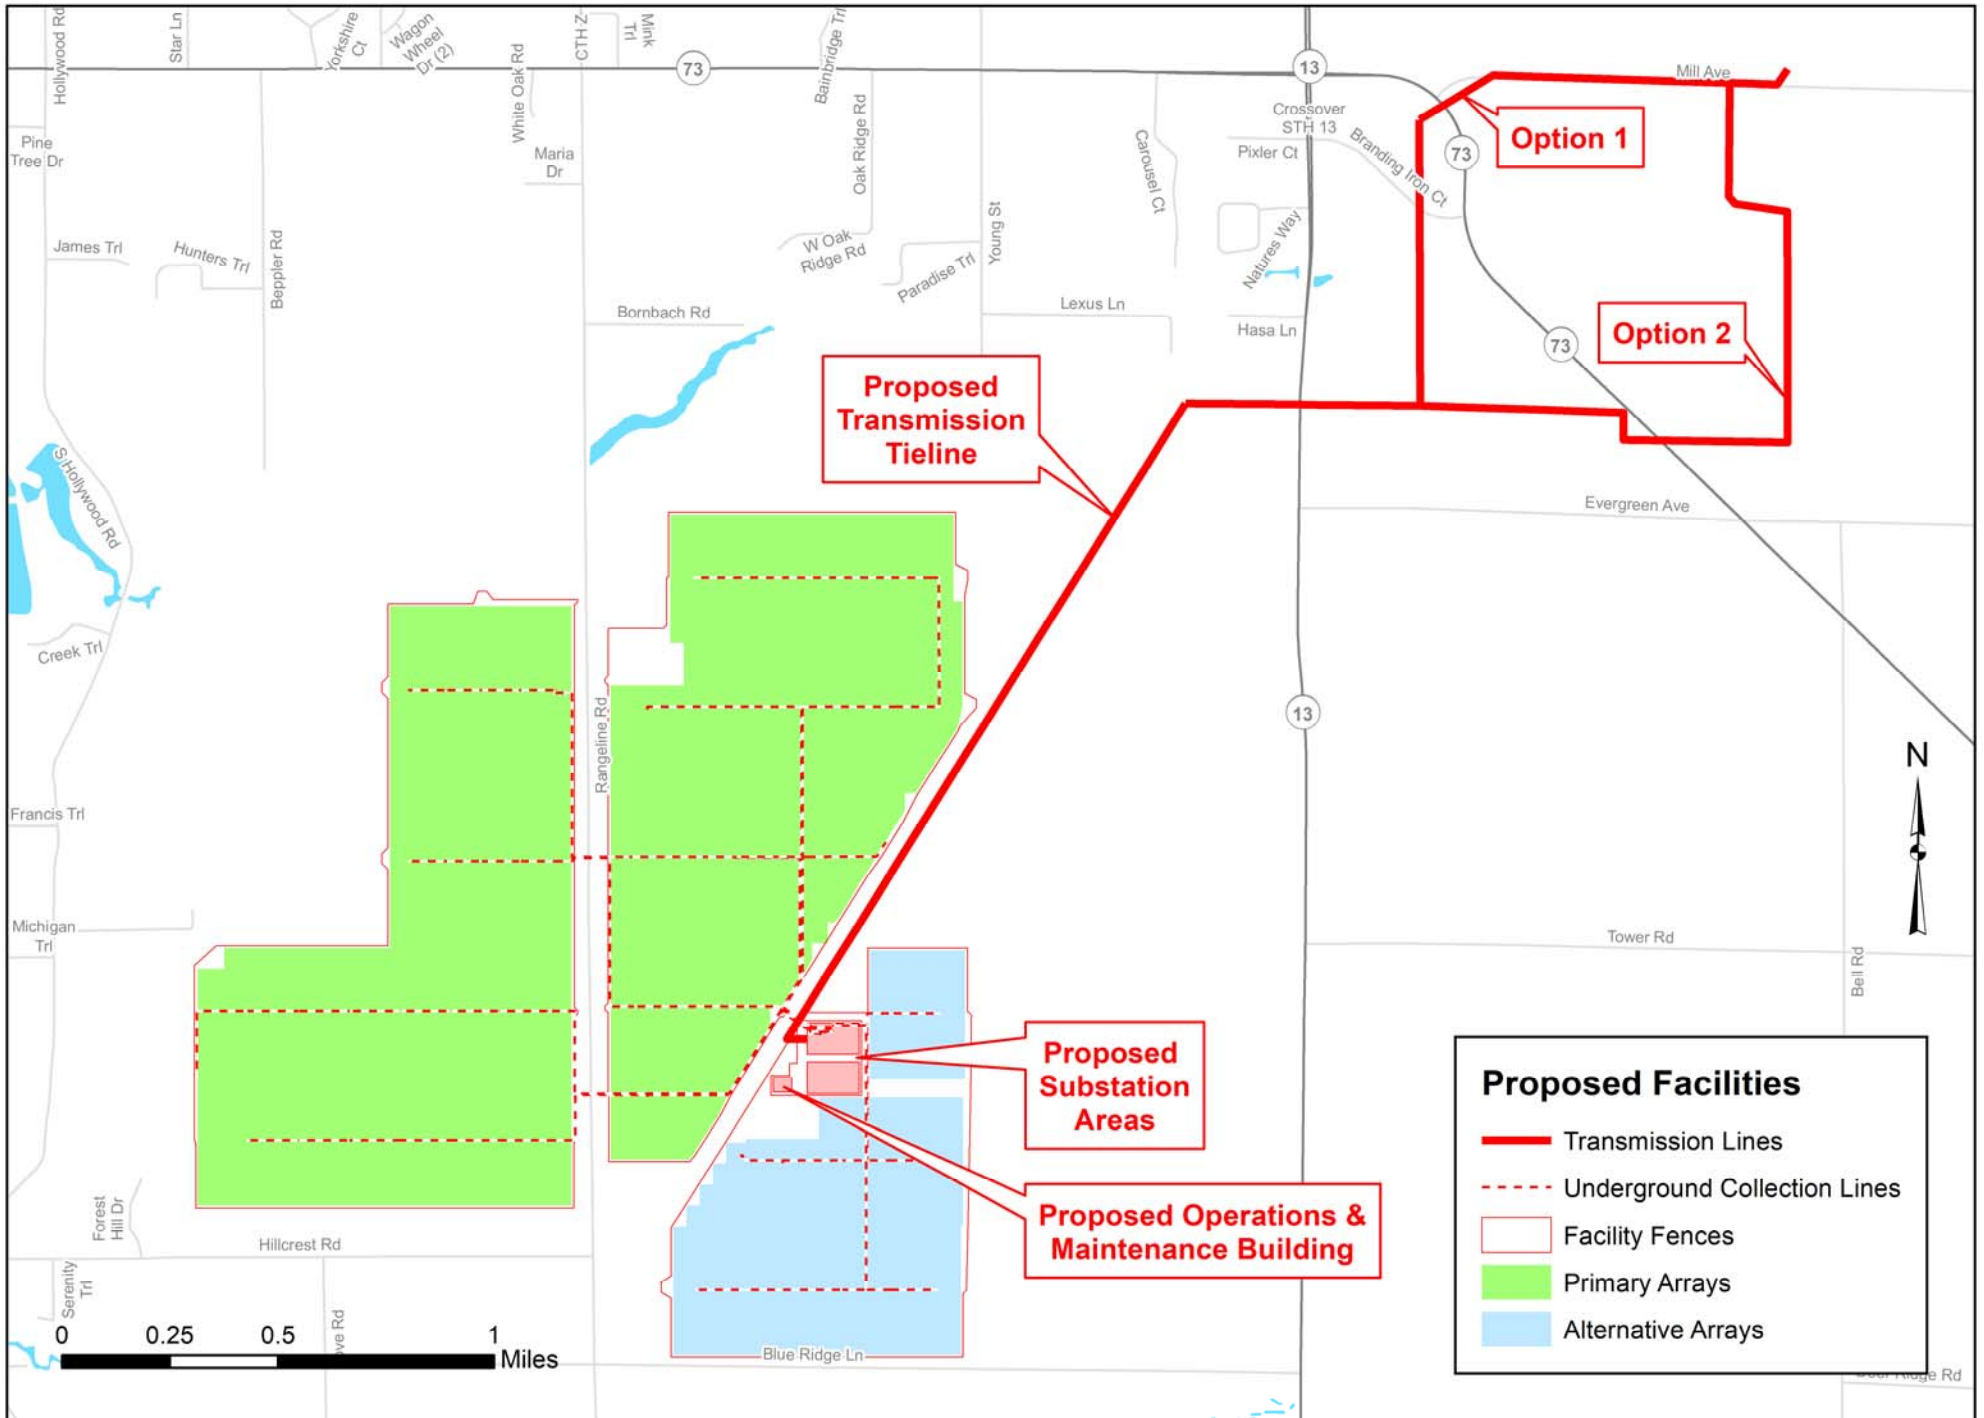 Hollywood Rd
Star Ln
Yorkshire
Ct
Wagon
Wheel
Dr (2)
White Oak Rd
CTH Z
Mink
Trl
73
Bainbridge Trl
Oak Ridge Rd
13
Mill Ave
Crossover
STH 13
Pixler Ct
Branding Iron Ct
73
Option 1
Pine
Tree Dr
Maria
Dr
Carousel Ct
James Trl
Hunters Trl
Beppler Rd
W Oak
Ridge Rd
Paradise Trl
Young St
Natures Way
Bornbach Rd
Lexus Ln
Hasa Ln
73
Option 2
Proposed
Transmission
Tieline
S Hollywood Rd
Evergreen Ave
Creek Trl
Rangeline Rd
13
N
Francis Trl
Michigan
Trl
Tower Rd
Bell Rd
Proposed
Substation
Areas
Proposed Operations &
Maintenance Building
Forest
Hill Dr
Hillcrest Rd
Serenity
Trl
ove Rd
Blue Ridge Ln
0 0.25 0.5 1
Miles
Proposed Facilities
Transmission Lines
Underground Collection Lines
Facility Fences
Primary Arrays
Alternative Arrays
Ridge Rd